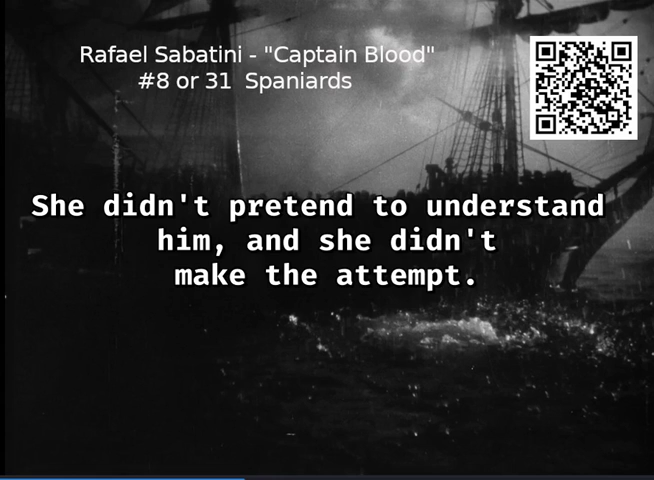 Rafael Sabatini - "Captain Blood"
#8 or 31 Spaniards
She didn't pretend to understand
him, and she didn't
make the attempt.